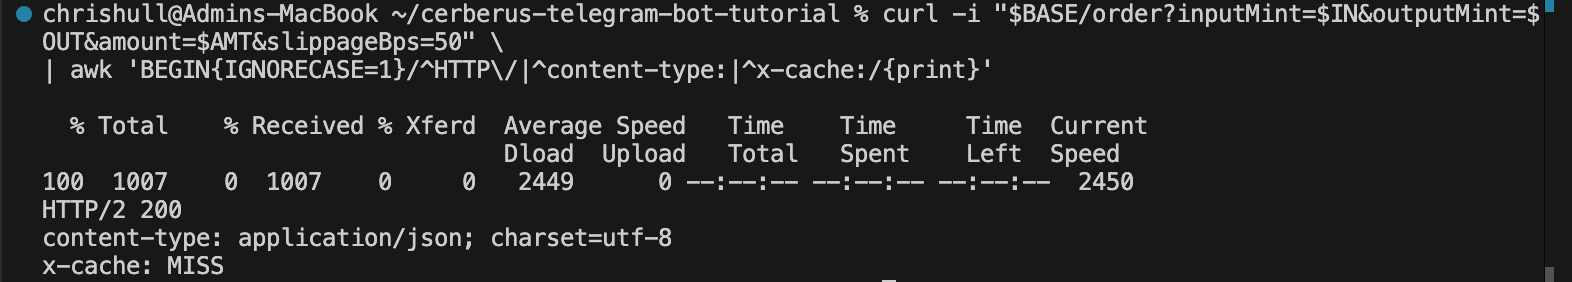 chrishull@Admins-MacBook ~/cerberus-telegram-bot-tutorial % curl -i "$BASE/order?inputMint=$IN&outputMint=$
OUT&amount=$AMT&slippageBps=50" \
| awk 'BEGIN{IGNORECASE=1}/^HTTP\/|^content-type:|^x-cache:/{print}'
% Total % Received % Xferd Average Speed Time Time Time Current
Dload Upload Total Spent Left Speed
100 1007 0 1007 0 0 2449 0 --:--:-- --:--:-- --:--:-- 2450
HTTP/2 200
content-type: application/json; charset=utf-8
x-cache: MISS